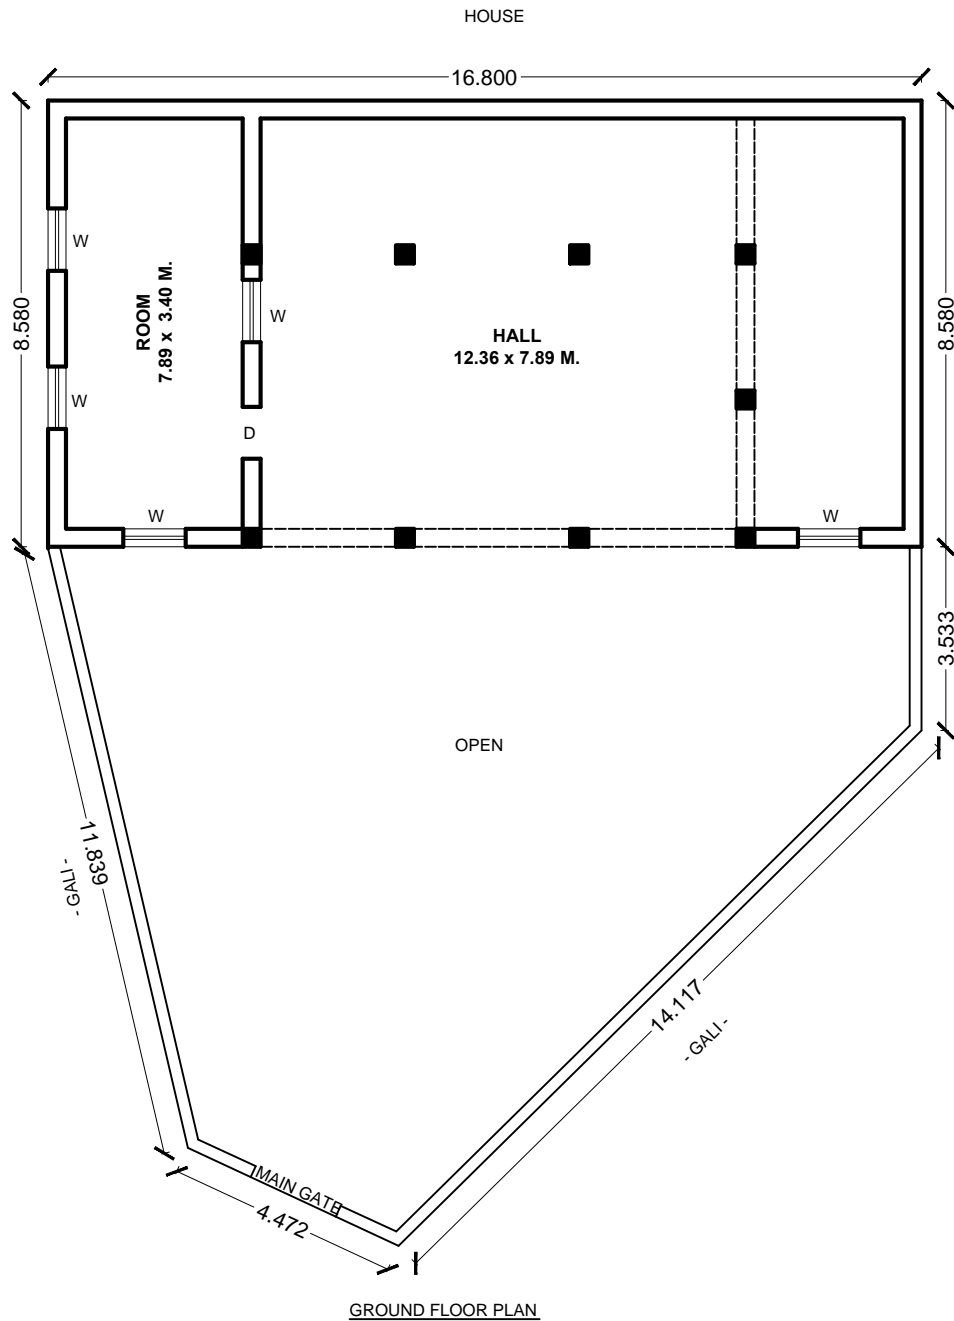 HOUSE
16.800
8.580
8.580
W
ROOM
7.89 x 3.40 M.
W
HALL
12.36 x 7.89 M.
W
D
W
W
3.533
OPEN
11.839
- GALI -
14.117
- GALI -
MAIN GATE
4.472
GROUND FLOOR PLAN